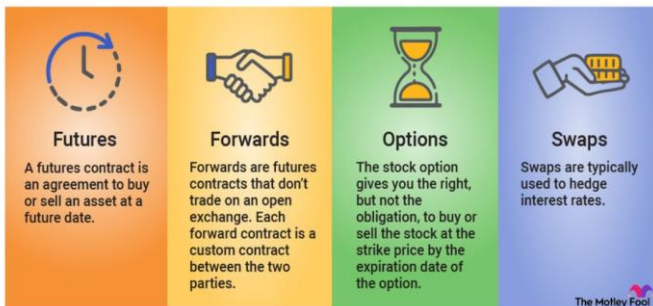 Futures
A futures contract is
an agreement to buy
or sell an asset at a
future date.
Forwards
Forwards are futures
contracts that don't
trade on an open
exchange. Each
forward contract is a
custom contract
between the two
parties.
Options
The stock option
gives you the right,
but not the
obligation, to buy or
sell the stock at the
strike price by the
expiration date of
the option.
Swaps
Swaps are typically
used to hedge
interest rates.
The Motley Fool